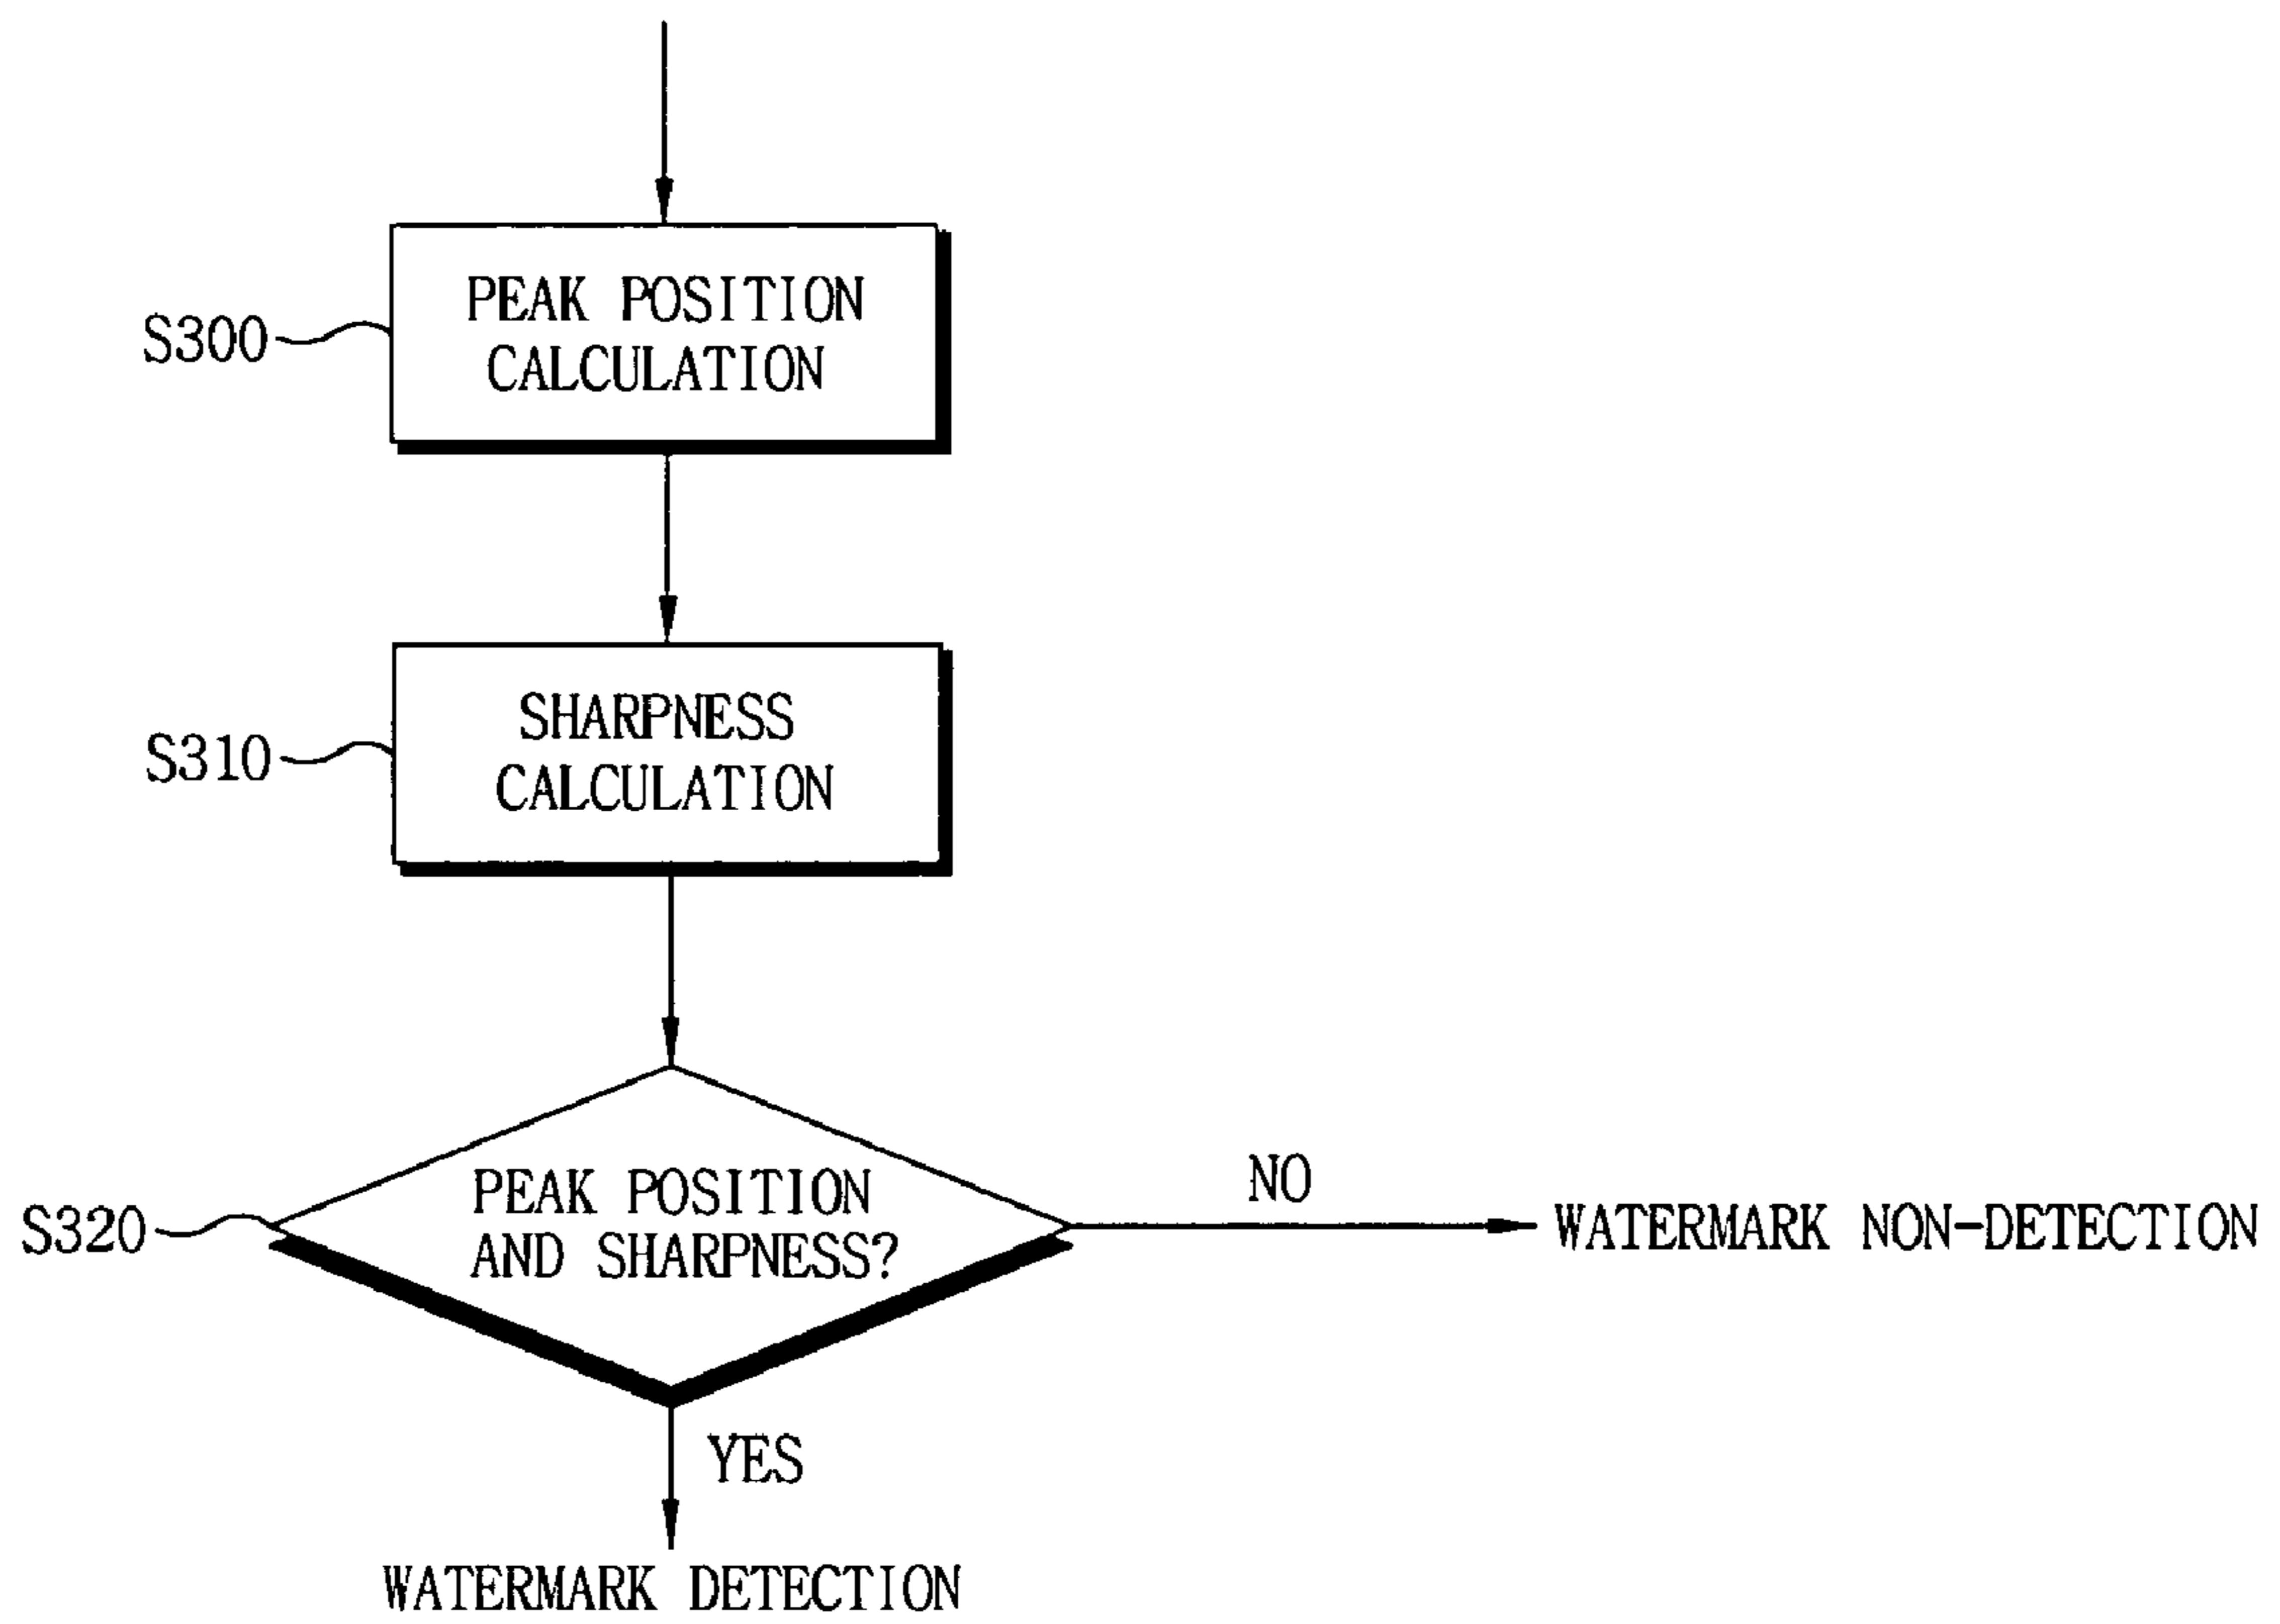 S300
PEAK POSITION
CALCULATION
S310
SHARPNESS
CALCULATION
S320
PEAK POSITION
AND SHARPNESS?
NO
WATERMARK NON-DETECTION
YES
WATERMARK DETECTION